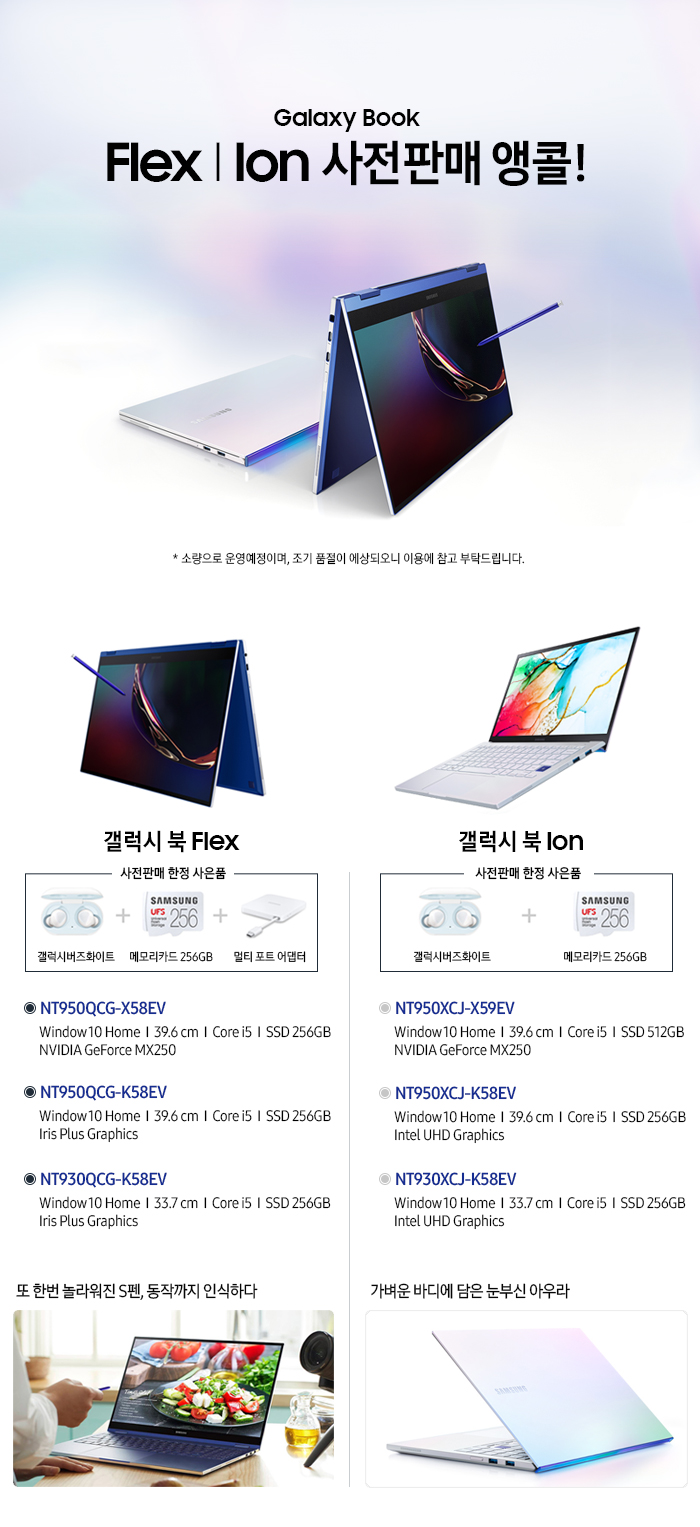 Galaxy Book
Flex | Ion 사전판매 앵콜!
* 소량으로 운영예정이며, 조기 품절이 예상되오니 이용에 참고 부탁드립니다.
갤럭시 북 Flex
사전판매 한정 사은품
SAMSUNG
UFS
Universal
Flash
Storage
256
갤럭시버즈화이트
메모리카드 256GB
멀티 포트 어댑터
NT950QCG-X58EV
Window10 Home I 39.6 cm I Core i5 I SSD 256GB
NVIDIA GeForce MX250
NT950QCG-K58EV
Window10 Home I 39.6 cm I Core i5 I SSD 256GB
Iris Plus Graphics
NT930QCG-K58EV
Window10 Home I 33.7 cm I Core i5 I SSD 256GB
Iris Plus Graphics
또 한번 놀라워진 S펜, 동작까지 인식하다
갤럭시 북 Ion
사전판매 한정 사은품
SAMSUNG
UFS
Universal
Flash
Storage
256
갤럭시버즈화이트
메모리카드 256GB
NT950XCJ-X59EV
Window10 Home I 39.6 cm I Core i5 I SSD 512GB
NVIDIA GeForce MX250
NT950XCJ-K58EV
Window10 Home I 39.6 cm I Core i5 I SSD 256GB
Intel UHD Graphics
NT930XCJ-K58EV
Window10 Home I 33.7 cm I Core i5 I SSD 256GB
Intel UHD Graphics
가벼운 바디에 담은 눈부신 아우라
SAMSUNG